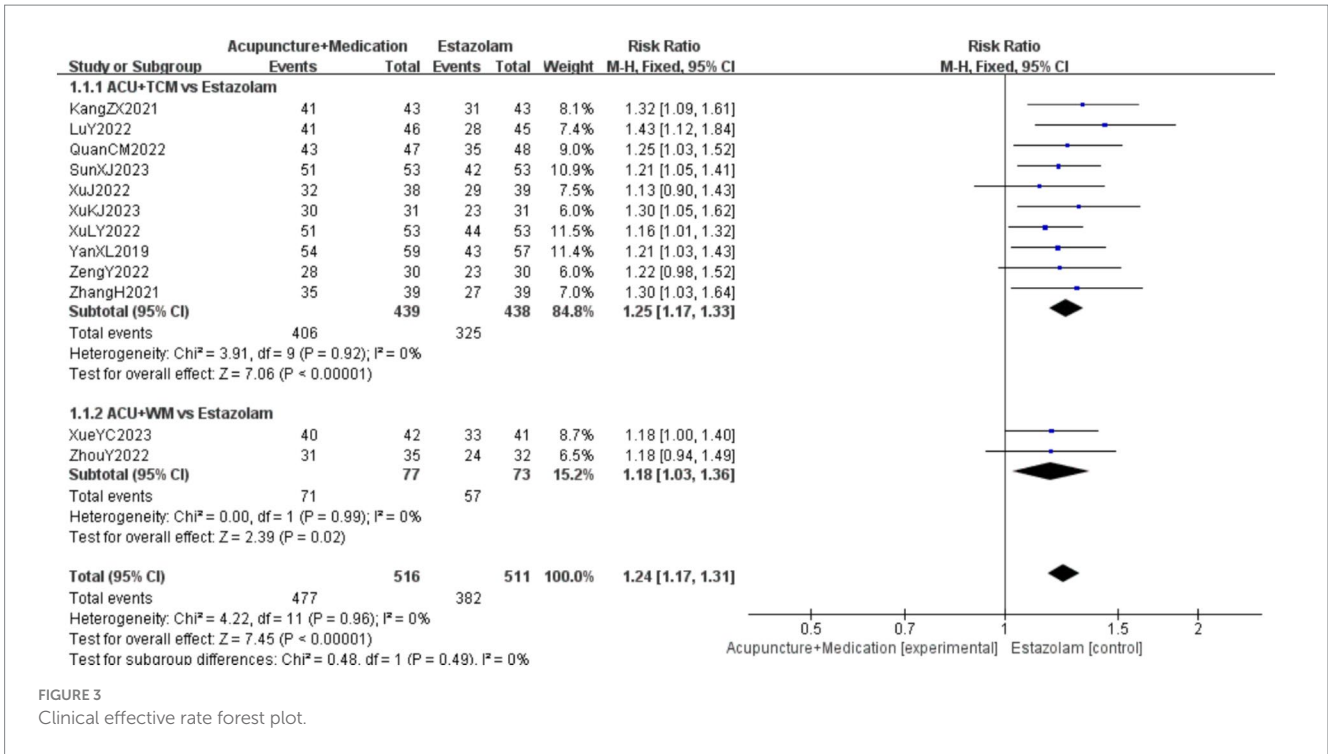 Acupuncture+Medication Estazolam Risk Ratio Risk Ratio
Study or Subgroup Events Total Events Total Weight M-H, Fixed, 95% CI M-H, Fixed, 95% CI
1.1.1 ACU+TCM vs Estazolam
KangZX2021 41 43 31 43 8.1% 1.32 [1.09, 1.61]
LuY2022 41 46 28 45 7.4% 1.43 [1.12, 1.84]
QuanCM2022 43 47 35 48 9.0% 1.25 [1.03, 1.52]
SunXJ2023 51 53 42 53 10.9% 1.21 [1.05, 1.41]
XuJ2022 32 38 29 39 7.5% 1.13 [0.90, 1.43]
XuKJ2023 30 31 23 31 6.0% 1.30 [1.05, 1.62]
XuLY2022 51 53 44 53 11.5% 1.16 [1.01, 1.32]
YanXL2019 54 59 43 57 11.4% 1.21 [1.03, 1.43]
ZengY2022 28 30 23 30 6.0% 1.22 [0.98, 1.52]
ZhangH2021 35 39 27 39 7.0% 1.30 [1.03, 1.64]
Subtotal (95% CI) 439 438 84.8% 1.25 [1.17, 1.33]
Total events 406 325
Heterogeneity: Chi² = 3.91, df = 9 (P = 0.92); I² = 0%
Test for overall effect: Z = 7.06 (P < 0.00001)
1.1.2 ACU+WM vs Estazolam
XueYC2023 40 42 33 41 8.7% 1.18 [1.00, 1.40]
ZhouY2022 31 35 24 32 6.5% 1.18 [0.94, 1.49]
Subtotal (95% CI) 77 73 15.2% 1.18 [1.03, 1.36]
Total events 71 57
Heterogeneity: Chi² = 0.00, df = 1 (P = 0.99); I² = 0%
Test for overall effect: Z = 2.39 (P = 0.02)
Total (95% CI) 516 511 100.0% 1.24 [1.17, 1.31]
Total events 477 382
Heterogeneity: Chi² = 4.22, df = 11 (P = 0.96); I² = 0%
Test for overall effect: Z = 7.45 (P < 0.00001)
Test for subgroup differences: Chi² = 0.48, df = 1 (P = 0.49), I² = 0%
0.5 0.7 1 1.5 2
Acupuncture+Medication [experimental] Estazolam [control]
FIGURE 3
Clinical effective rate forest plot.